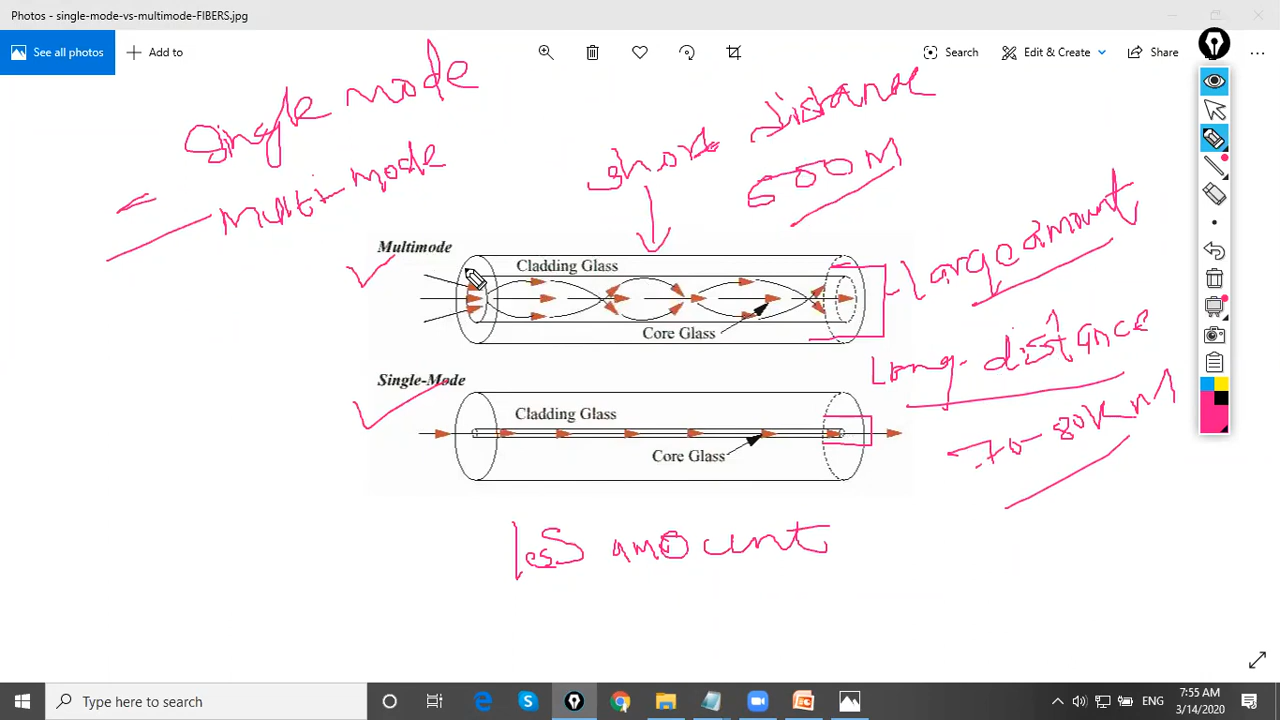 Photos - single-mode-vs-multimode-FIBERS.jpg
See all photos
Add to
Search
Edit & Create
Share
Single mode
Multi-mode
short distance
500M
Multimode
Cladding Glass
Core Glass
Large amount
Long-distance
70-80KM
Single-Mode
Cladding Glass
Core Glass
less amount
Type here to search
ENG
7:55 AM
3/14/2020